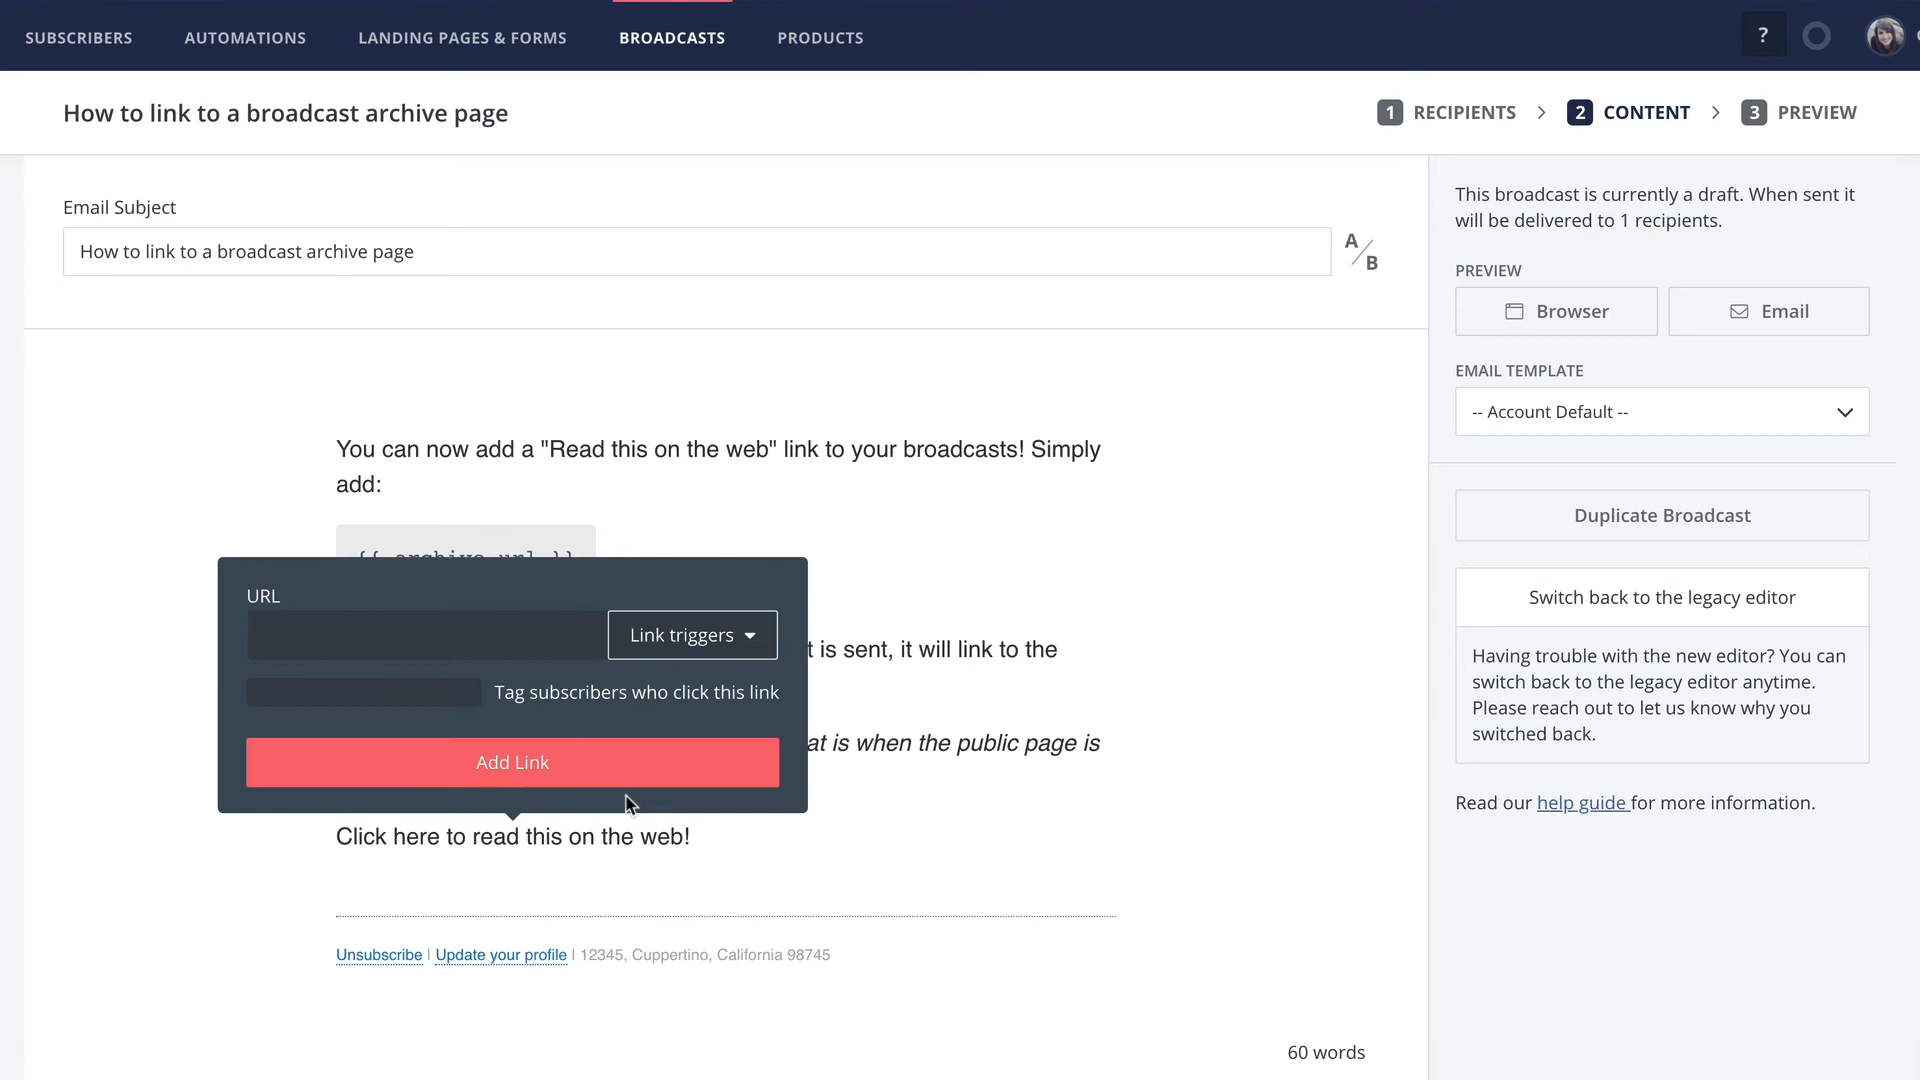 SUBSCRIBERS AUTOMATIONS LANDING PAGES & FORMS BROADCASTS PRODUCTS ?
How to link to a broadcast archive page
1 RECIPIENTS > 2 CONTENT > 3 PREVIEW
Email Subject
How to link to a broadcast archive page
A/B
You can now add a "Read this on the web" link to your broadcasts! Simply
add:
{{ archive_url }}
URL
Link triggers
Tag subscribers who click this link
Add Link
t is sent, it will link to the
at is when the public page is
Click here to read this on the web!
Unsubscribe | Update your profile | 12345, Cuppertino, California 98745
60 words
This broadcast is currently a draft. When sent it
will be delivered to 1 recipients.
PREVIEW
Browser
Email
EMAIL TEMPLATE
-- Account Default --
Duplicate Broadcast
Switch back to the legacy editor
Having trouble with the new editor? You can
switch back to the legacy editor anytime.
Please reach out to let us know why you
switched back.
Read our help guide for more information.